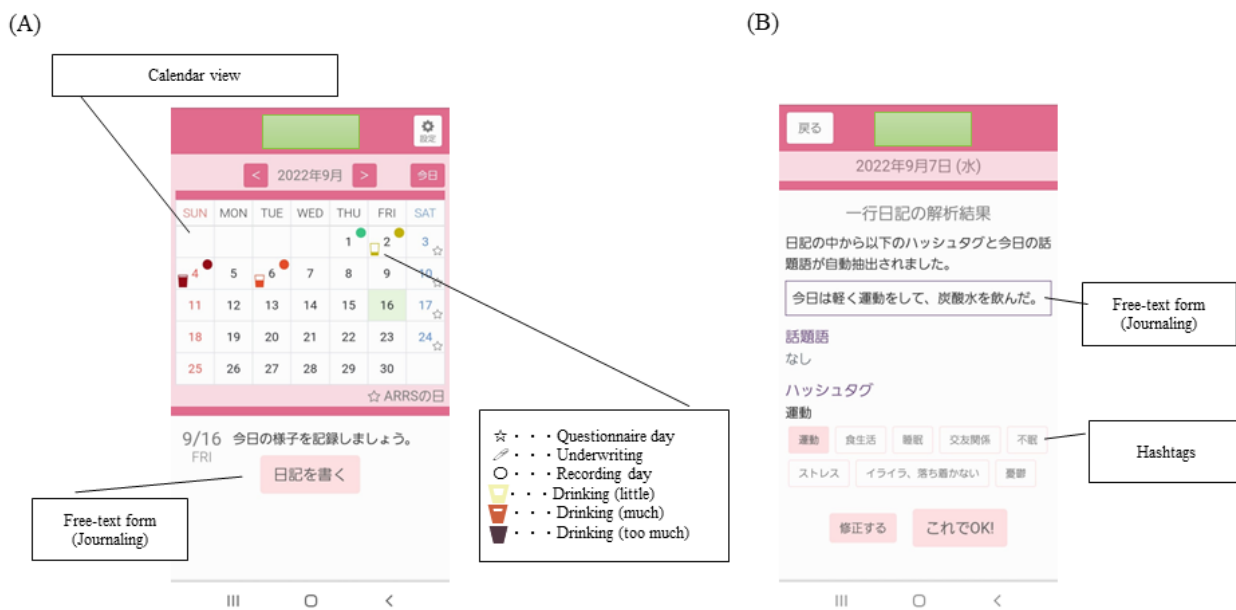 (A)
Calendar view
設定
< 2022年9月 > 今日
SUN MON TUE WED THU FRI SAT
1 2 3☆
4 5 6 7 8 9 10☆
11 12 13 14 15 16 17☆
18 19 20 21 22 23 24☆
25 26 27 28 29 30
☆ ARRSの日
9/16 今日の様子を記録しましょう。
FRI
日記を書く
Free-text form
(Journaling)
☆・・・Questionnaire day
・・・Underwriting
・・・Recording day
・・・Drinking (little)
・・・Drinking (much)
・・・Drinking (too much)
(B)
戻る
2022年9月7日 (水)
一行日記の解析結果
日記の中から以下のハッシュタグと今日の話
題語が自動抽出されました。
今日は軽く運動をして、炭酸水を飲んだ。
Free-text form
(Journaling)
話題語
なし
ハッシュタグ
運動
運動 食生活 睡眠 交友関係 不眠
ストレス イライラ、落ち着かない 憂鬱
Hashtags
修正する これでOK!